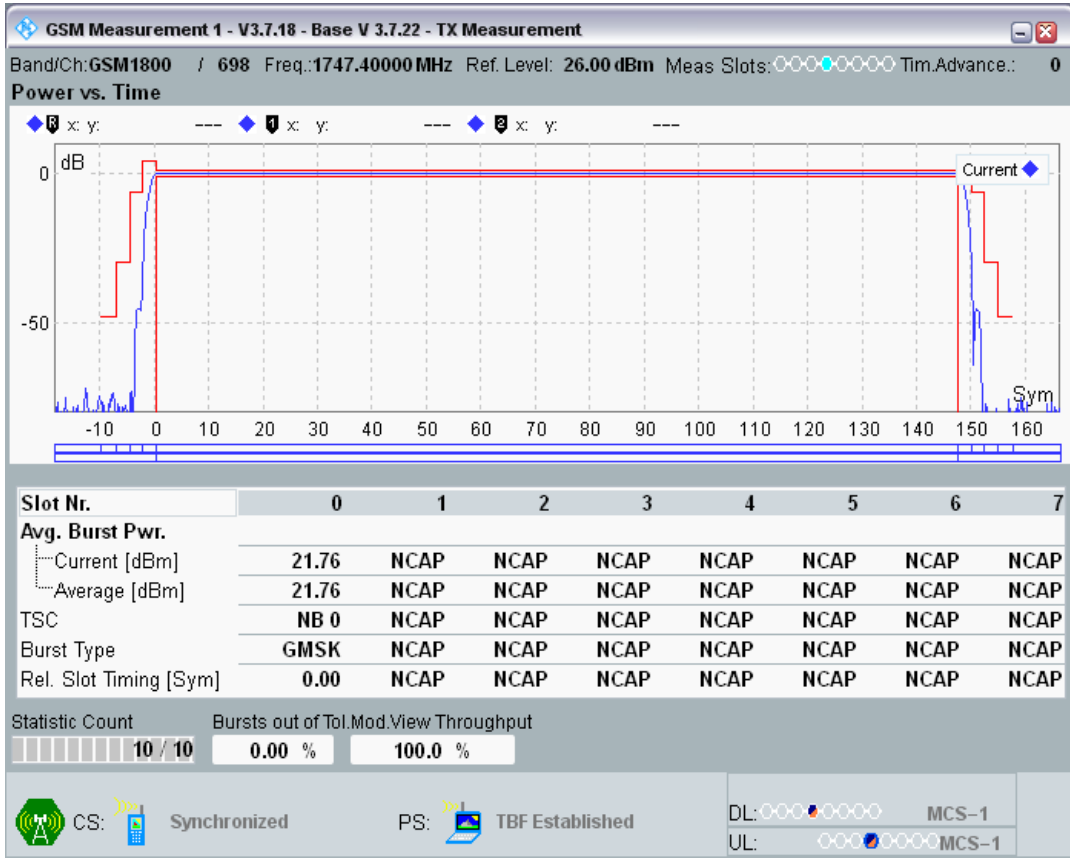 GSM Measurement 1 - V3.7.18 - Base V 3.7.22 - TX Measurement
Band/Ch:GSM1800 / 698 Freq.:1747.40000 MHz Ref. Level: 26.00 dBm Meas Slots: Tim.Advance.: 0
Power vs. Time
R x: y: --- 1 x: y: --- 2 x: y: ---
dB
Current
0
-50
Sym
-10 0 10 20 30 40 50 60 70 80 90 100 110 120 130 140 150 160
Slot Nr. 0 1 2 3 4 5 6 7
Avg. Burst Pwr.
Current [dBm] 21.76 NCAP NCAP NCAP NCAP NCAP NCAP NCAP
Average [dBm] 21.76 NCAP NCAP NCAP NCAP NCAP NCAP NCAP
TSC NB 0 NCAP NCAP NCAP NCAP NCAP NCAP NCAP
Burst Type GMSK NCAP NCAP NCAP NCAP NCAP NCAP NCAP
Rel. Slot Timing [Sym] 0.00 NCAP NCAP NCAP NCAP NCAP NCAP NCAP
Statistic Count Bursts out of Tol. Mod.View Throughput
10 / 10 0.00 % 100.0 %
CS: Synchronized PS: TBF Established DL: MCS-1
UL: MCS-1